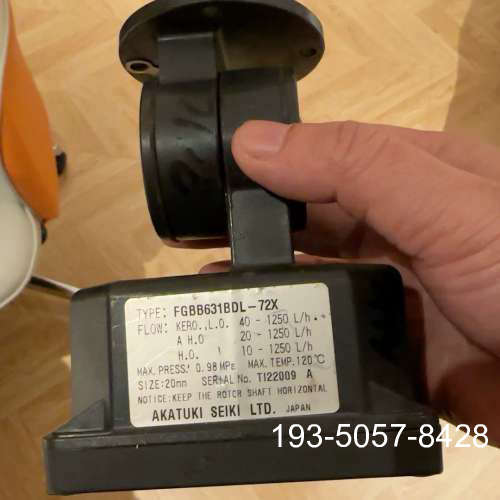 TYPE: FGBB631BDL-72X
FLOW: KERO.,L.O. 40 - 1250 L/h
A H.O 20 - 1250 L/h
H.O. 10 - 1250 L/h
MAX.PRESS. 0.98 MPa MAX.TEMP.120℃
SIZE:20mm SERIAL No. TI22009 A
NOTICE:KEEP THE ROTOR SHAFT HORIZONTAL
AKATUKI SEIKI LTD. JAPAN
193-5057-8428